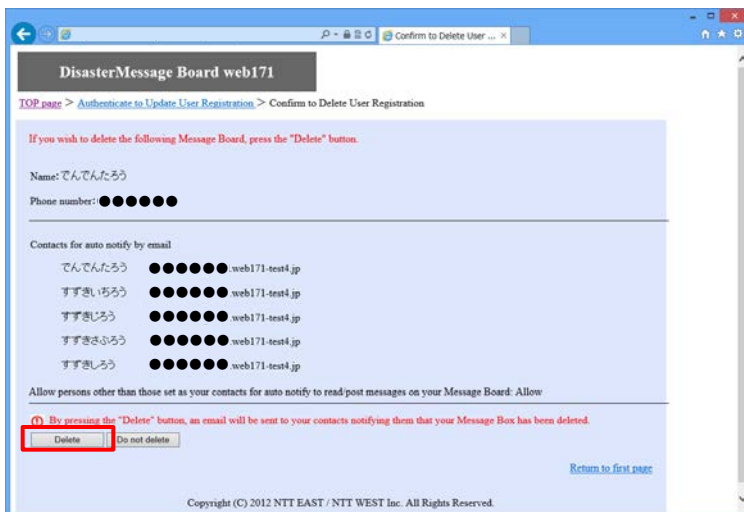 Confirm to Delete User ... ×
DisasterMessage Board web171
TOP page > Authenticate to Update User Registration > Confirm to Delete User Registration
If you wish to delete the following Message Board, press the "Delete" button.
Name:でんでんたろう
Phone number:●●●●●●
Contacts for auto notify by email
でんでんたろう ●●●●●●.web171-test4.jp
すずきいちろう ●●●●●●.web171-test4.jp
すずきじろう ●●●●●●.web171-test4.jp
すずきさぶろう ●●●●●●.web171-test4.jp
すずきしろう ●●●●●●.web171-test4.jp
Allow persons other than those set as your contacts for auto notify to read/post messages on your Message Board: Allow
By pressing the "Delete" button, an email will be sent to your contacts notifying them that your Message Box has been deleted.
Delete Do not delete
Return to first page
Copyright (C) 2012 NTT EAST / NTT WEST Inc. All Rights Reserved.